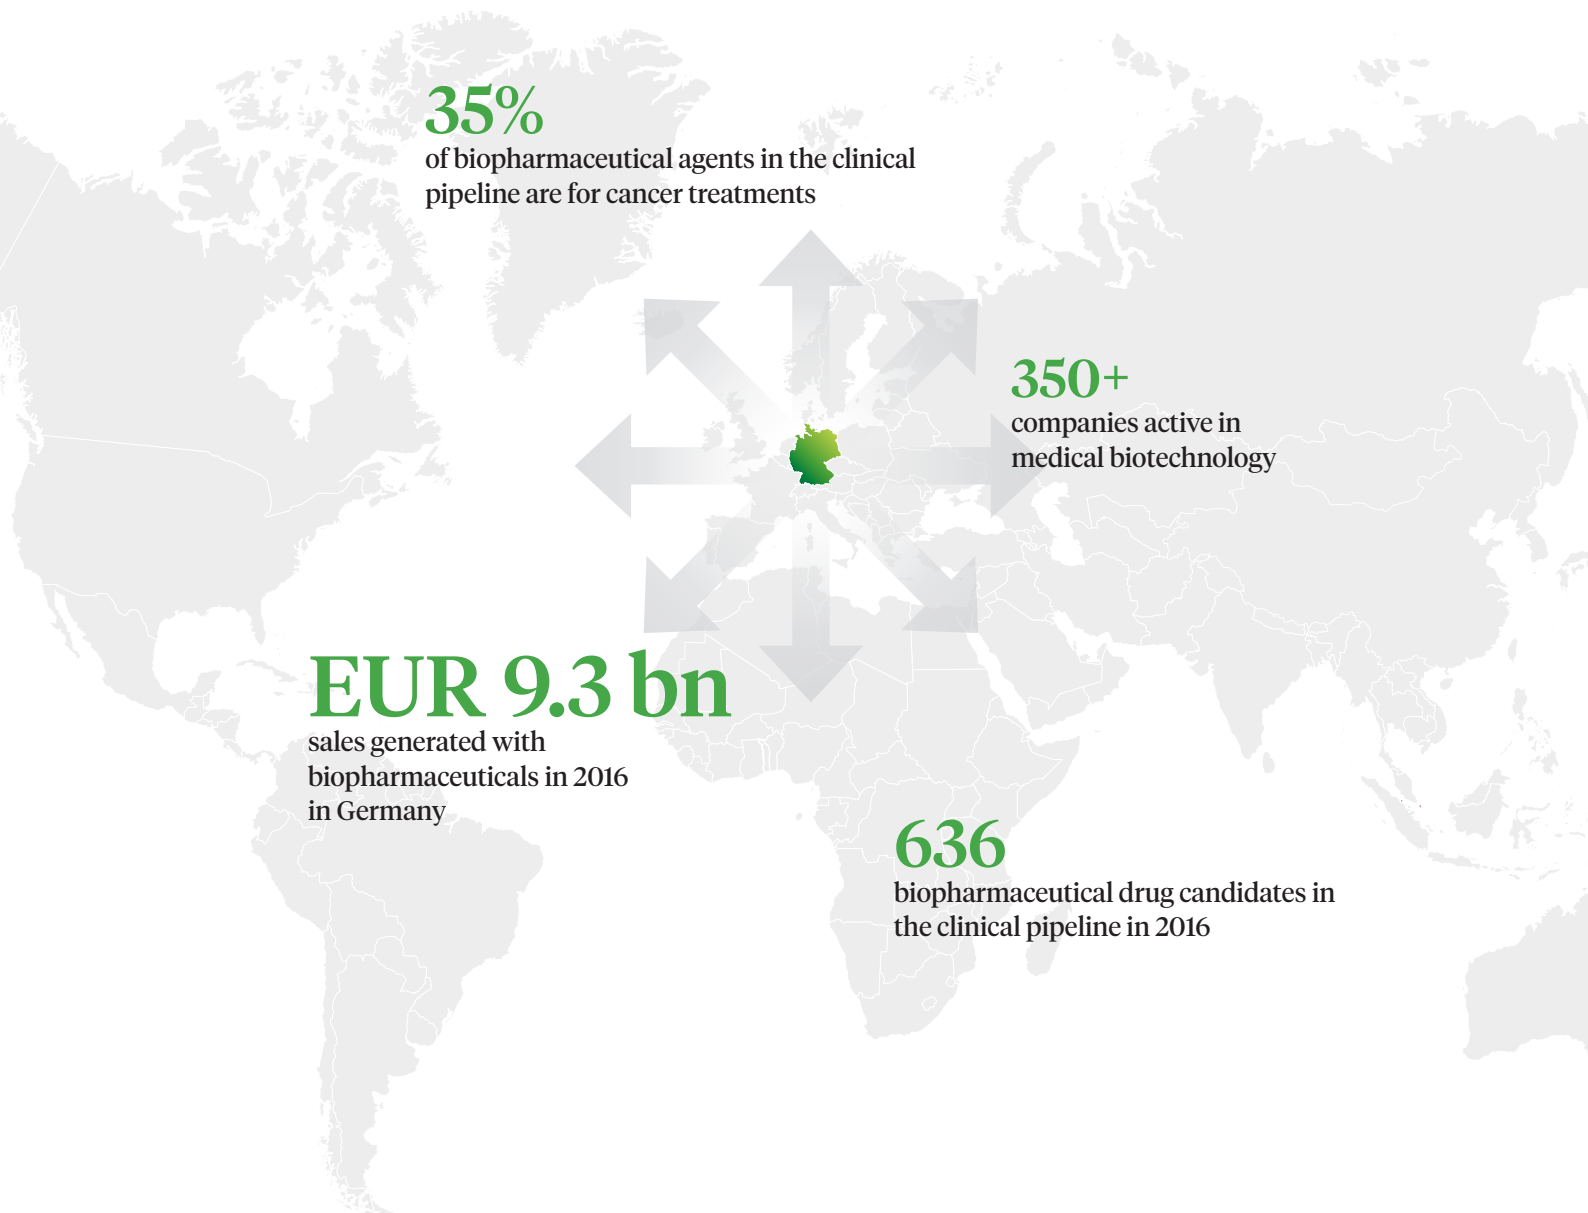 35%
of biopharmaceutical agents in the clinical
pipeline are for cancer treatments
350+
companies active in
medical biotechnology
EUR 9.3 bn
sales generated with
biopharmaceuticals in 2016
in Germany
636
biopharmaceutical drug candidates in
the clinical pipeline in 2016